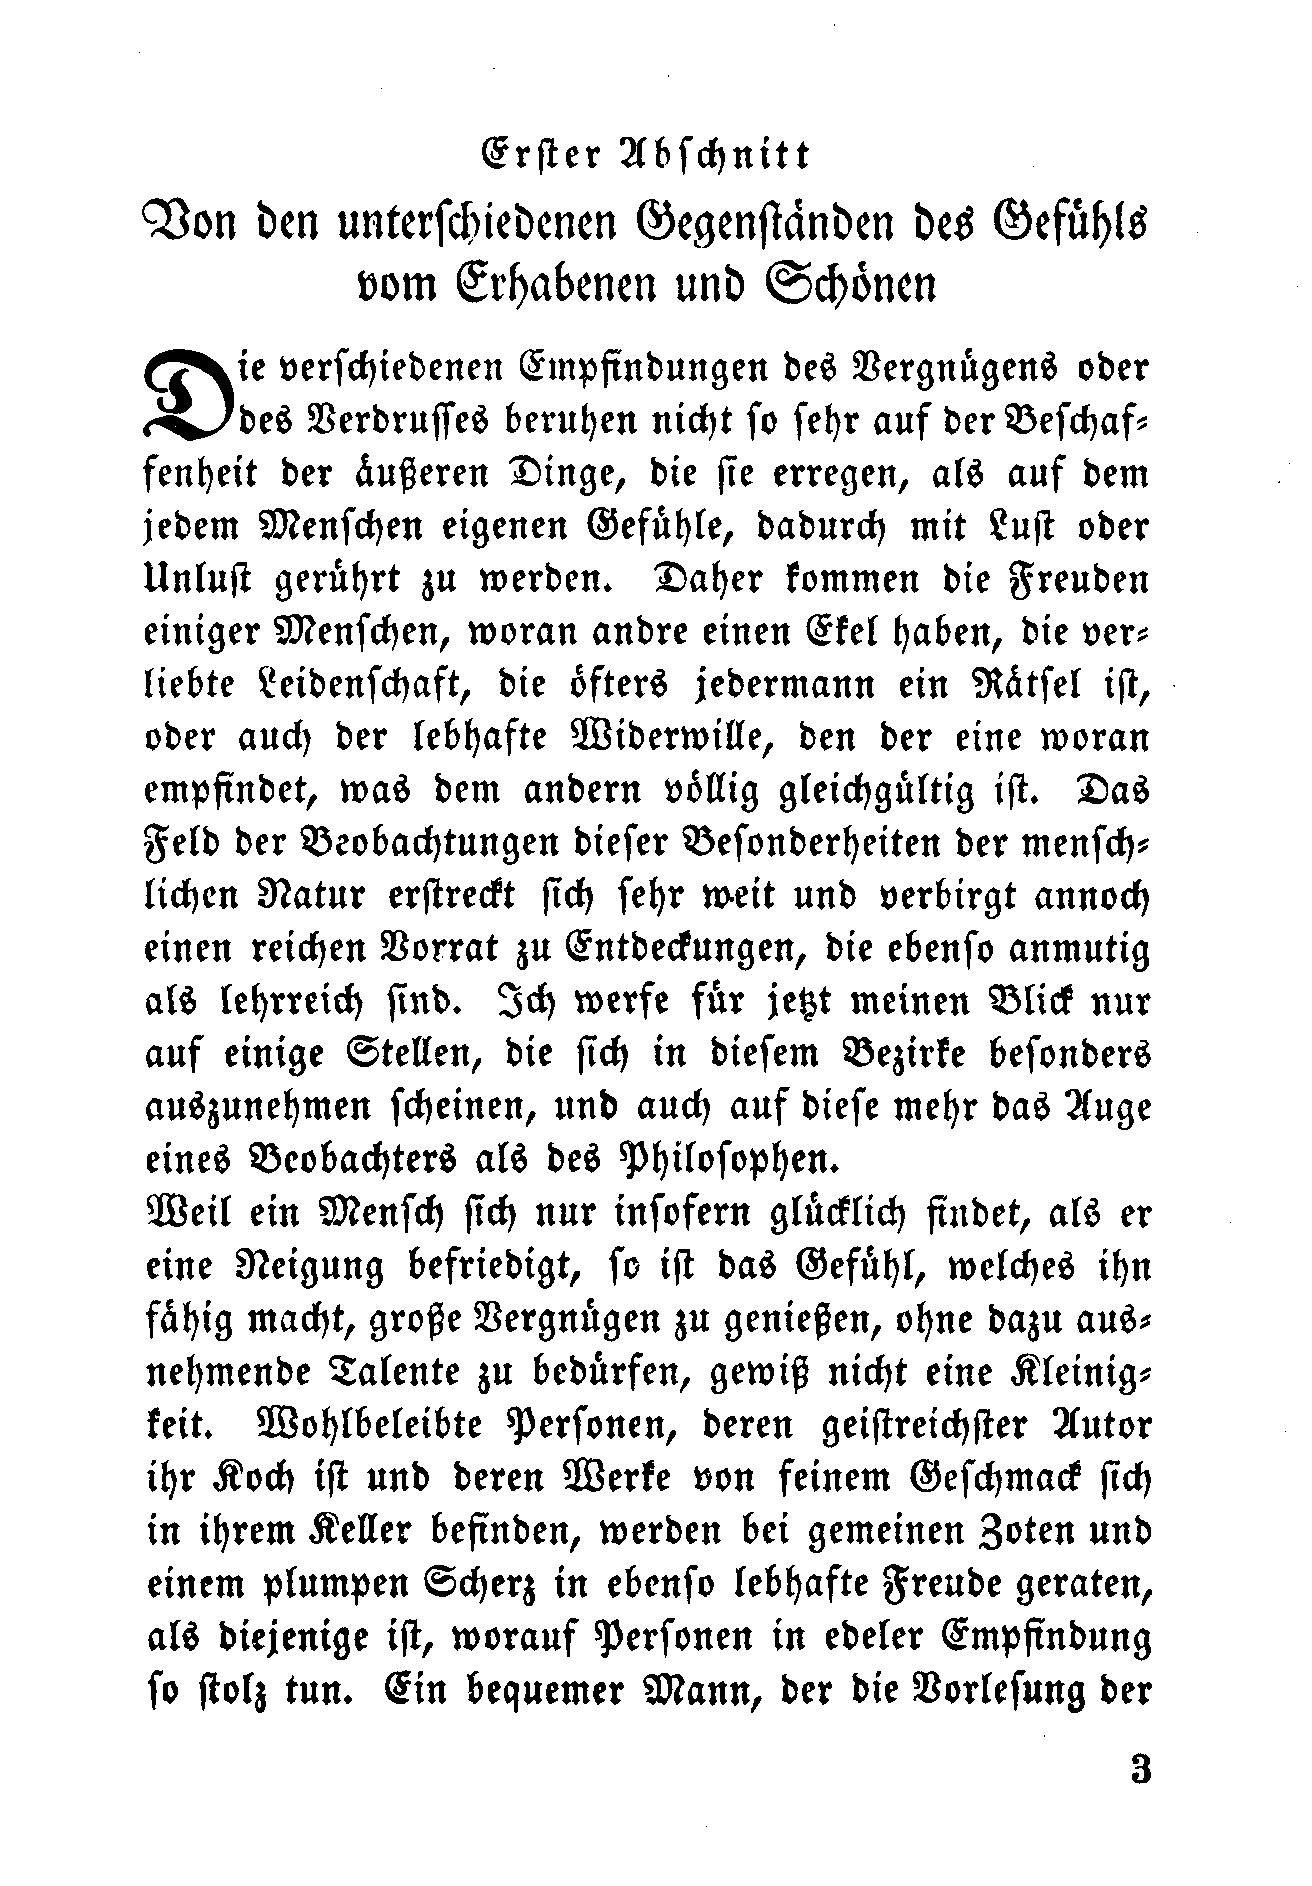 Erster Abschnitt
Von den unterschiedenen Gegenständen des Gefühls
vom Erhabenen und Schönen
Die verschiedenen Empfindungen des Vergnügens oder
des Verdrusses beruhen nicht so sehr auf der Beschaf-
fenheit der äußeren Dinge, die sie erregen, als auf dem
jedem Menschen eigenen Gefühle, dadurch mit Lust oder
Unlust gerührt zu werden. Daher kommen die Freuden
einiger Menschen, woran andre einen Ekel haben, die ver-
liebte Leidenschaft, die öfters jedermann ein Rätsel ist,
oder auch der lebhafte Widerwille, den der eine woran
empfindet, was dem andern völlig gleichgültig ist. Das
Feld der Beobachtungen dieser Besonderheiten der mensch-
lichen Natur erstreckt sich sehr weit und verbirgt annoch
einen reichen Vorrat zu Entdeckungen, die ebenso anmutig
als lehrreich sind. Ich werfe für jetzt meinen Blick nur
auf einige Stellen, die sich in diesem Bezirke besonders
auszunehmen scheinen, und auch auf diese mehr das Auge
eines Beobachters als des Philosophen.
Weil ein Mensch sich nur insofern glücklich findet, als er
eine Neigung befriedigt, so ist das Gefühl, welches ihn
fähig macht, große Vergnügen zu genießen, ohne dazu aus-
nehmende Talente zu bedürfen, gewiß nicht eine Kleinig-
keit. Wohlbeleibte Personen, deren geistreichster Autor
ihr Koch ist und deren Werke von feinem Geschmack sich
in ihrem Keller befinden, werden bei gemeinen Zoten und
einem plumpen Scherz in ebenso lebhafte Freude geraten,
als diejenige ist, worauf Personen in edeler Empfindung
so stolz tun. Ein bequemer Mann, der die Vorlesung der
3